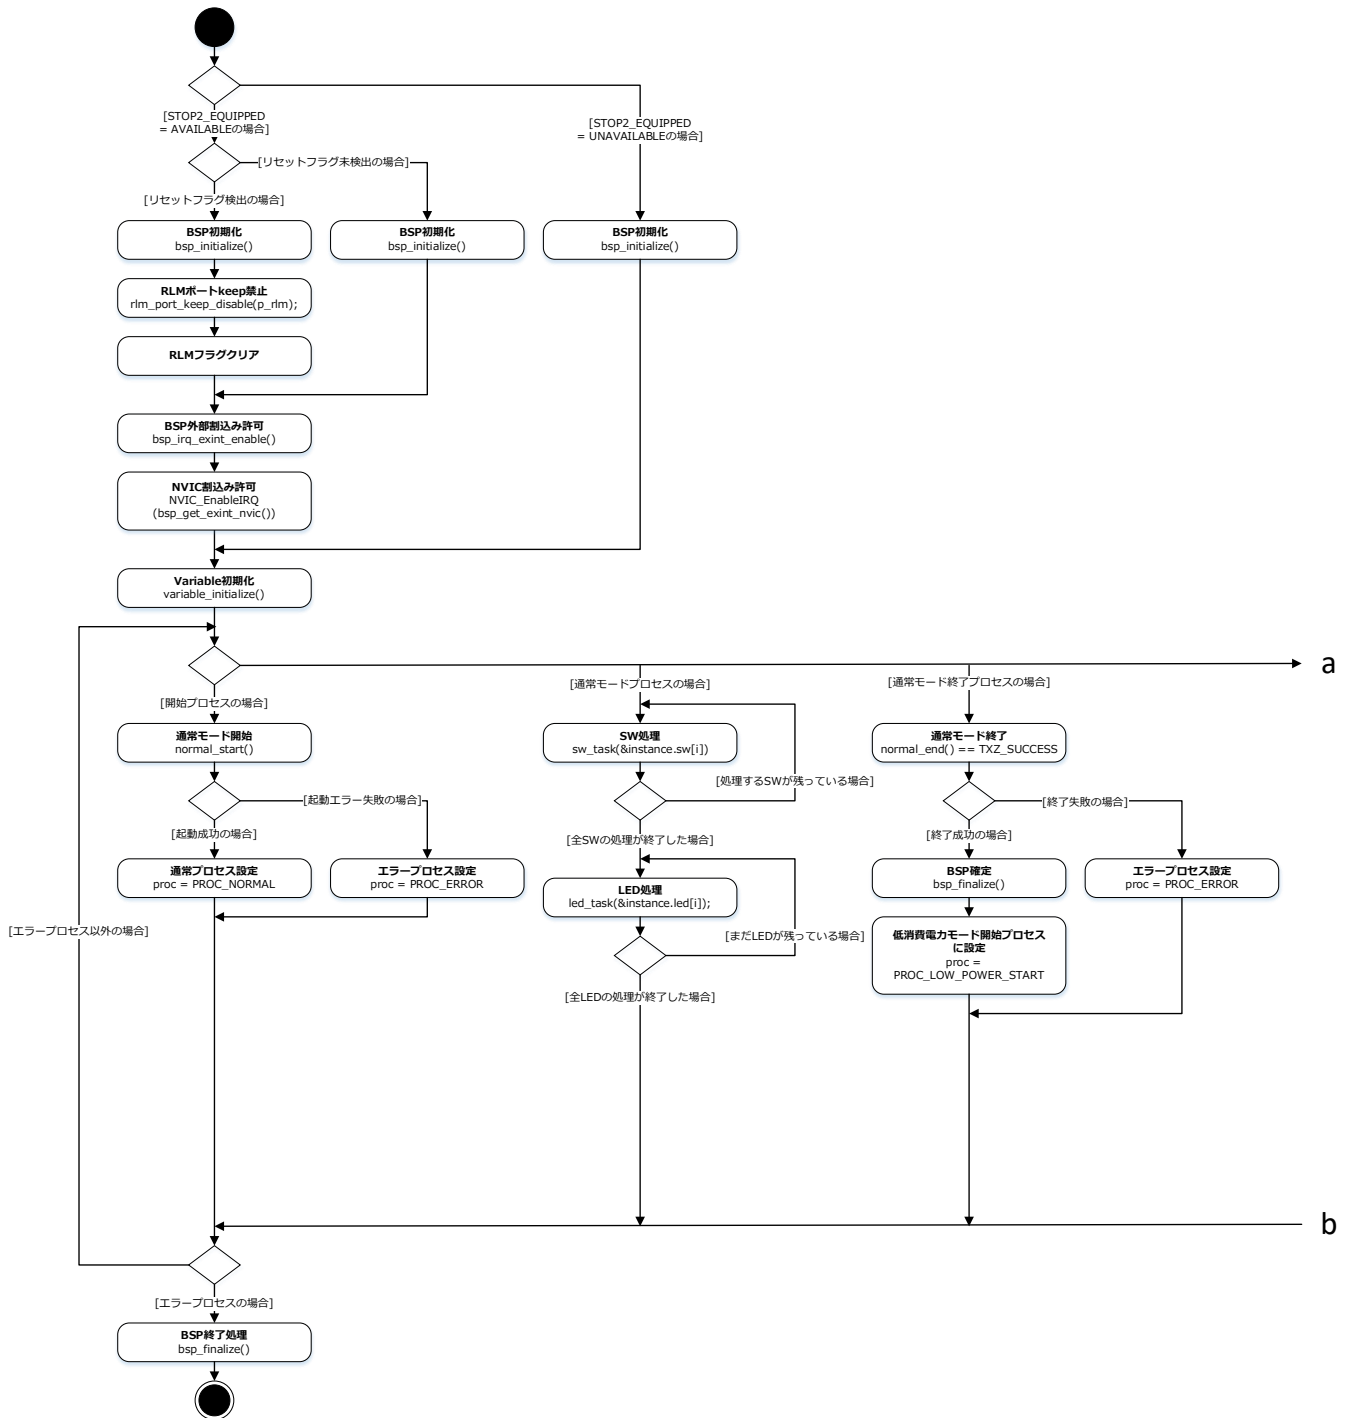 [STOP2_EQUIPPED
= AVAILABLEの場合]
[STOP2_EQUIPPED
= UNAVAILABLEの場合]
[リセットフラグ未検出の場合]
[リセットフラグ検出の場合]
BSP初期化
bsp_initialize()
BSP初期化
bsp_initialize()
BSP初期化
bsp_initialize()
RLMポートkeep禁止
rlm_port_keep_disable(p_rlm);
RLMフラグクリア
BSP外部割込み許可
bsp_irq_exint_enable()
NVIC割込み許可
NVIC_EnableIRQ
(bsp_get_exint_nvic())
Variable初期化
variable_initialize()
a
[開始プロセスの場合]
[通常モードプロセスの場合]
[通常モード終了プロセスの場合]
通常モード開始
normal_start()
SW処理
sw_task(&instance.sw[i])
通常モード終了
normal_end() == TXZ_SUCCESS
[処理するSWが残っている場合]
[起動エラー失敗の場合]
[終了失敗の場合]
[起動成功の場合]
[全SWの処理が終了した場合]
[終了成功の場合]
通常プロセス設定
proc = PROC_NORMAL
エラープロセス設定
proc = PROC_ERROR
LED処理
led_task(&instance.led[i]);
BSP確定
bsp_finalize()
エラープロセス設定
proc = PROC_ERROR
[エラープロセス以外の場合]
[まだLEDが残っている場合]
低消費電力モード開始プロセス
に設定
proc =
PROC_LOW_POWER_START
[全LEDの処理が終了した場合]
b
[エラープロセスの場合]
BSP終了処理
bsp_finalize()